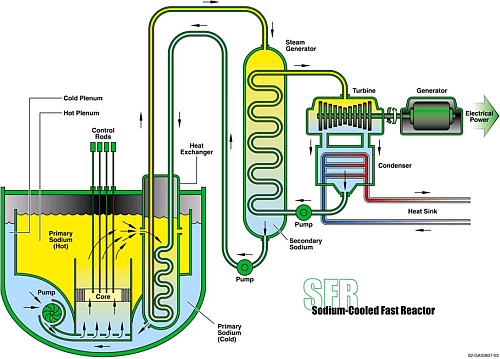 Steam
Generator
Turbine
Generator
Electrical
Power
Cold Plenum
Hot Plenum
Control
Rods
Heat
Exchanger
Condenser
Heat Sink
Pump
Primary
Sodium
(Hot)
Secondary
Sodium
Pump
Pump
Core
Primary
Sodium
(Cold)
SFR
Sodium-Cooled Fast Reactor
02-GA50807-03